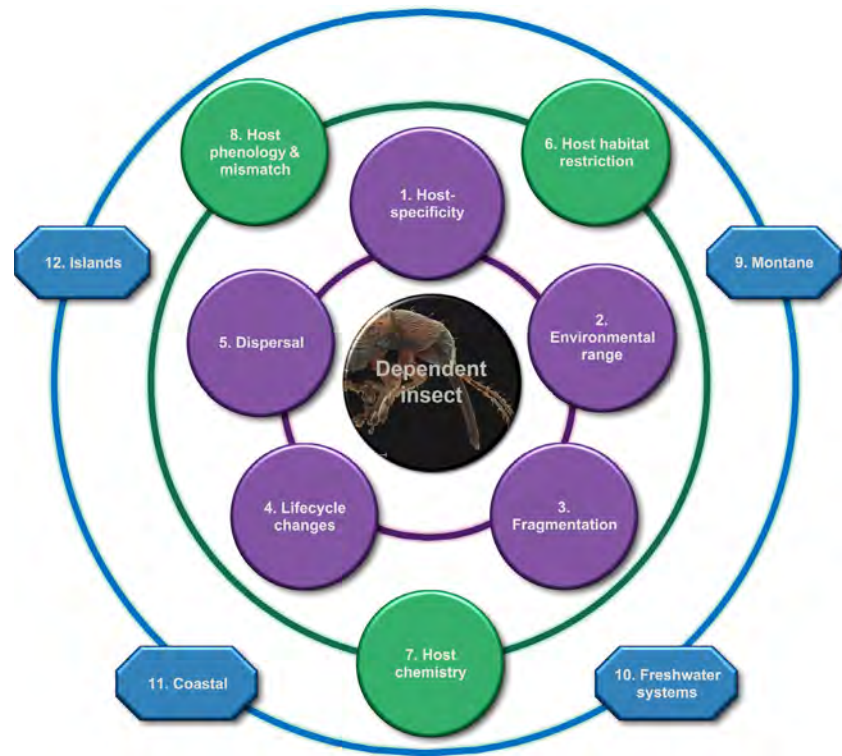 8. Host
phenology &
mismatch
6. Host habitat
restriction
1. Host-
specificity
12. Islands
9. Montane
5. Dispersal
2.
Environmental
range
Dependent
insect
4. Lifecycle
changes
3.
Fragmentation
7. Host
chemistry
11. Coastal
10. Freshwater
systems